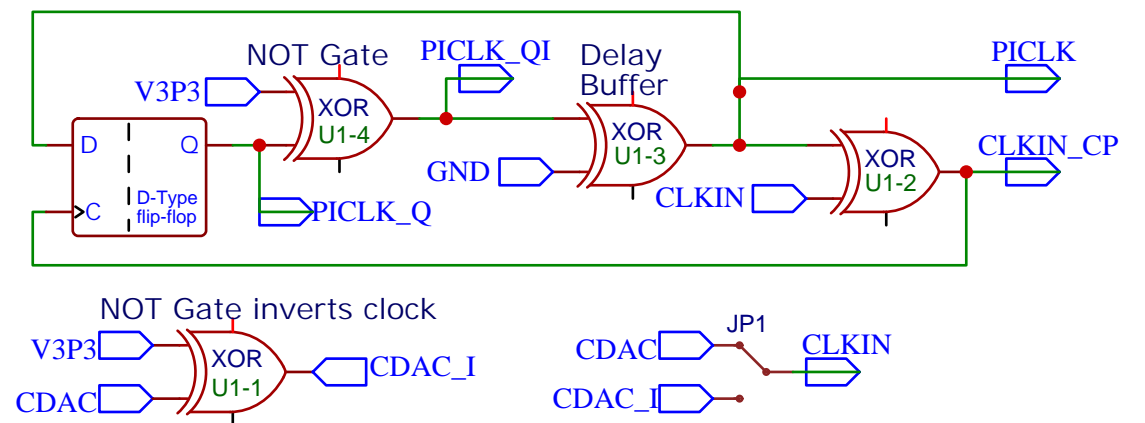 NOT Gate
PICLK_QI
Delay
Buffer
PICLK
V3P3
XOR
U1-4
XOR
U1-3
D
Q
C
D-Type
flip-flop
GND
XOR
U1-2
CLKIN_CP
CLKIN
PICLK_Q
NOT Gate inverts clock
V3P3
XOR
U1-1
CDAC_I
CDAC
JP1
CDAC
CLKIN
CDAC_I